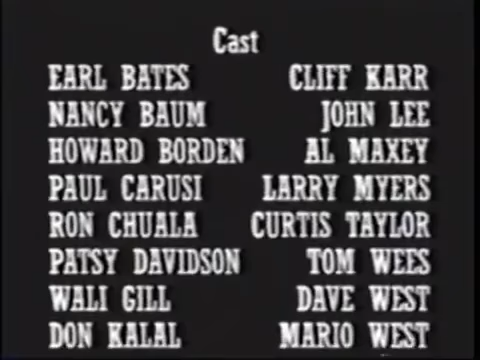 Cast
EARL BATES CLIFF KARR
NANCY BAUM JOHN LEE
HOWARD BORDEN AL MAXEY
PAUL CARUSI LARRY MYERS
RON CHUALA CURTIS TAYLOR
PATSY DAVIDSON TOM WEES
WALI GILL DAVE WEST
DON KALAL MARIO WEST